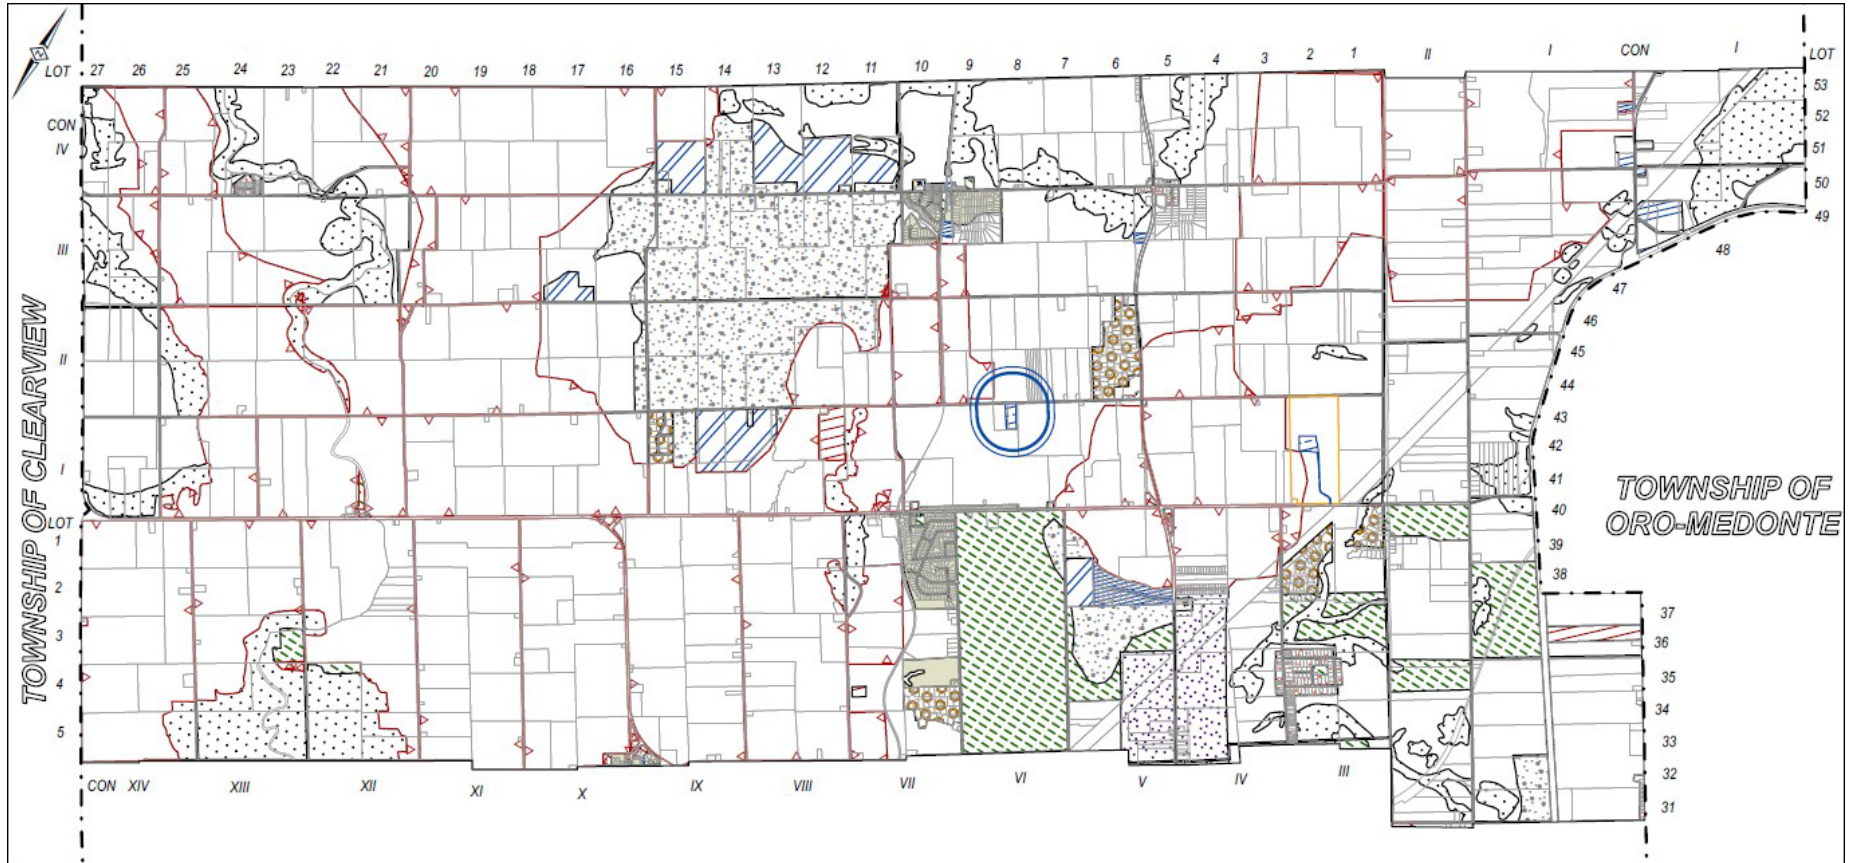 LOT 27 26 25 24 23 22 21 20 19 18 17 16 15 14 13 12 11 10 9 8 7 6 5 4 3 2 1 II I CON I LOT
53
52
51
50
49
48
47
46
45
44
43
42
41
40
39
38
37
36
35
34
33
32
31
CON
IV
III
II
I
LOT
1
2
3
4
5
TOWNSHIP OF CLEARVIEW
TOWNSHIP OF
ORO-MEDONTE
CON XIV XIII XII XI X IX VIII VII VI V IV III